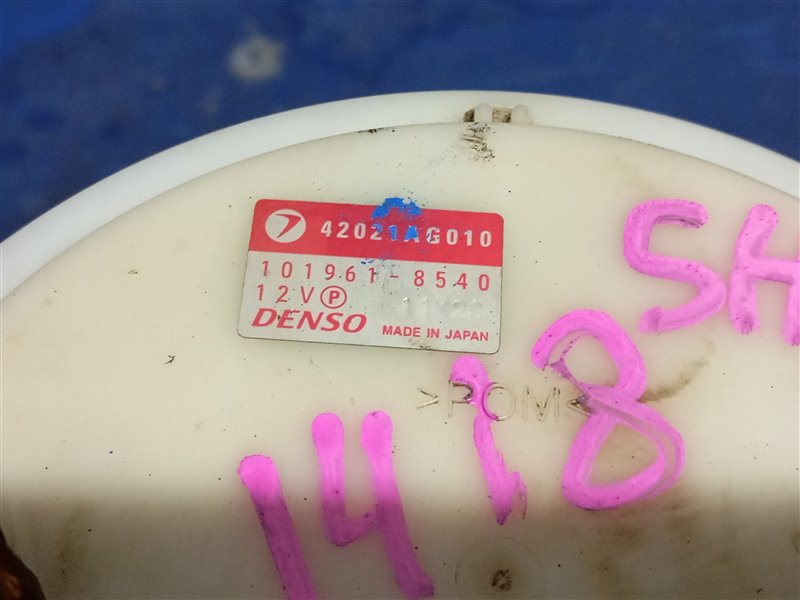 42021AG010
101961-8540
12V P
DENSO MADE IN JAPAN
>POM<
SH
1418